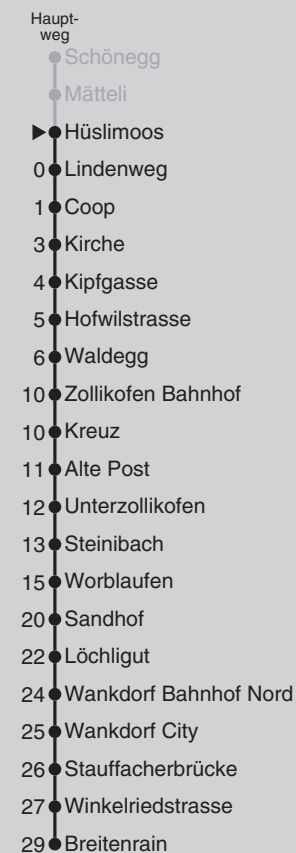 Haupt-
weg
Schönegg
Mätteli
Hüslimoos
0 Lindenweg
1 Coop
3 Kirche
4 Kipfgasse
5 Hofwilstrasse
6 Waldegg
10 Zollikofen Bahnhof
10 Kreuz
11 Alte Post
12 Unterzollikofen
13 Steinibach
15 Worblaufen
20 Sandhof
22 Löchligut
24 Wankdorf Bahnhof Nord
25 Wankdorf City
26 Stauffacherbrücke
27 Winkelriedstrasse
29 Breitenrain